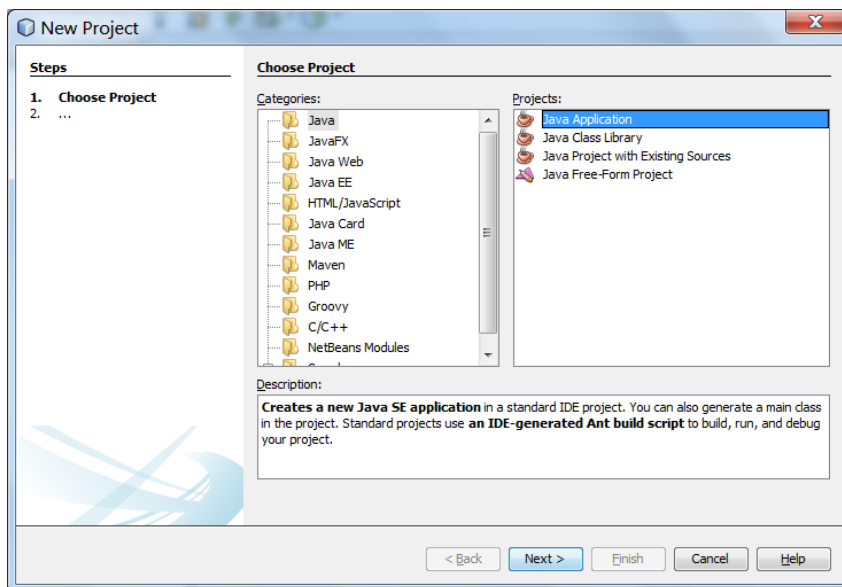 New Project
Steps
1. Choose Project
2. ...
Choose Project
Categories:
Java
JavaFX
Java Web
Java EE
HTML/JavaScript
Java Card
Java ME
Maven
PHP
Groovy
C/C++
NetBeans Modules
Projects:
Java Application
Java Class Library
Java Project with Existing Sources
Java Free-Form Project
Description:
Creates a new Java SE application in a standard IDE project. You can also generate a main class
in the project. Standard projects use an IDE-generated Ant build script to build, run, and debug
your project.
< Back
Next >
Finish
Cancel
Help